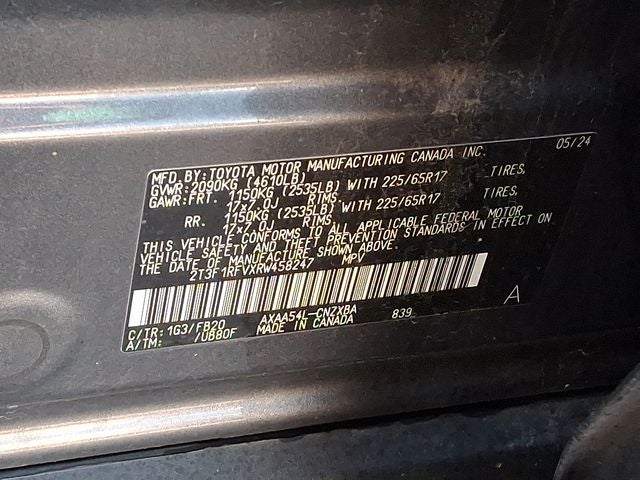 MFD. BY: TOYOTA MOTOR MANUFACTURING CANADA INC. 05/24
GVWR: 2090KG (4610LB)
GAWR: FRT. 1150KG (2535LB) WITH 225/65R17 TIRES,
17x7.0J RIMS,
RR. 1150KG (2535LB) WITH 225/65R17 TIRES,
17x7.0J RIMS
THIS VEHICLE CONFORMS TO ALL APPLICABLE FEDERAL MOTOR
VEHICLE SAFETY AND THEFT PREVENTION STANDARDS IN EFFECT ON
THE DATE OF MANUFACTURE SHOWN ABOVE.
2T3F1RFVXRW458247 MPV
C/TR: 1G3/FB20 AXAA54L-CNZXBA 839 A
A/TM: /UB80F MADE IN CANADA